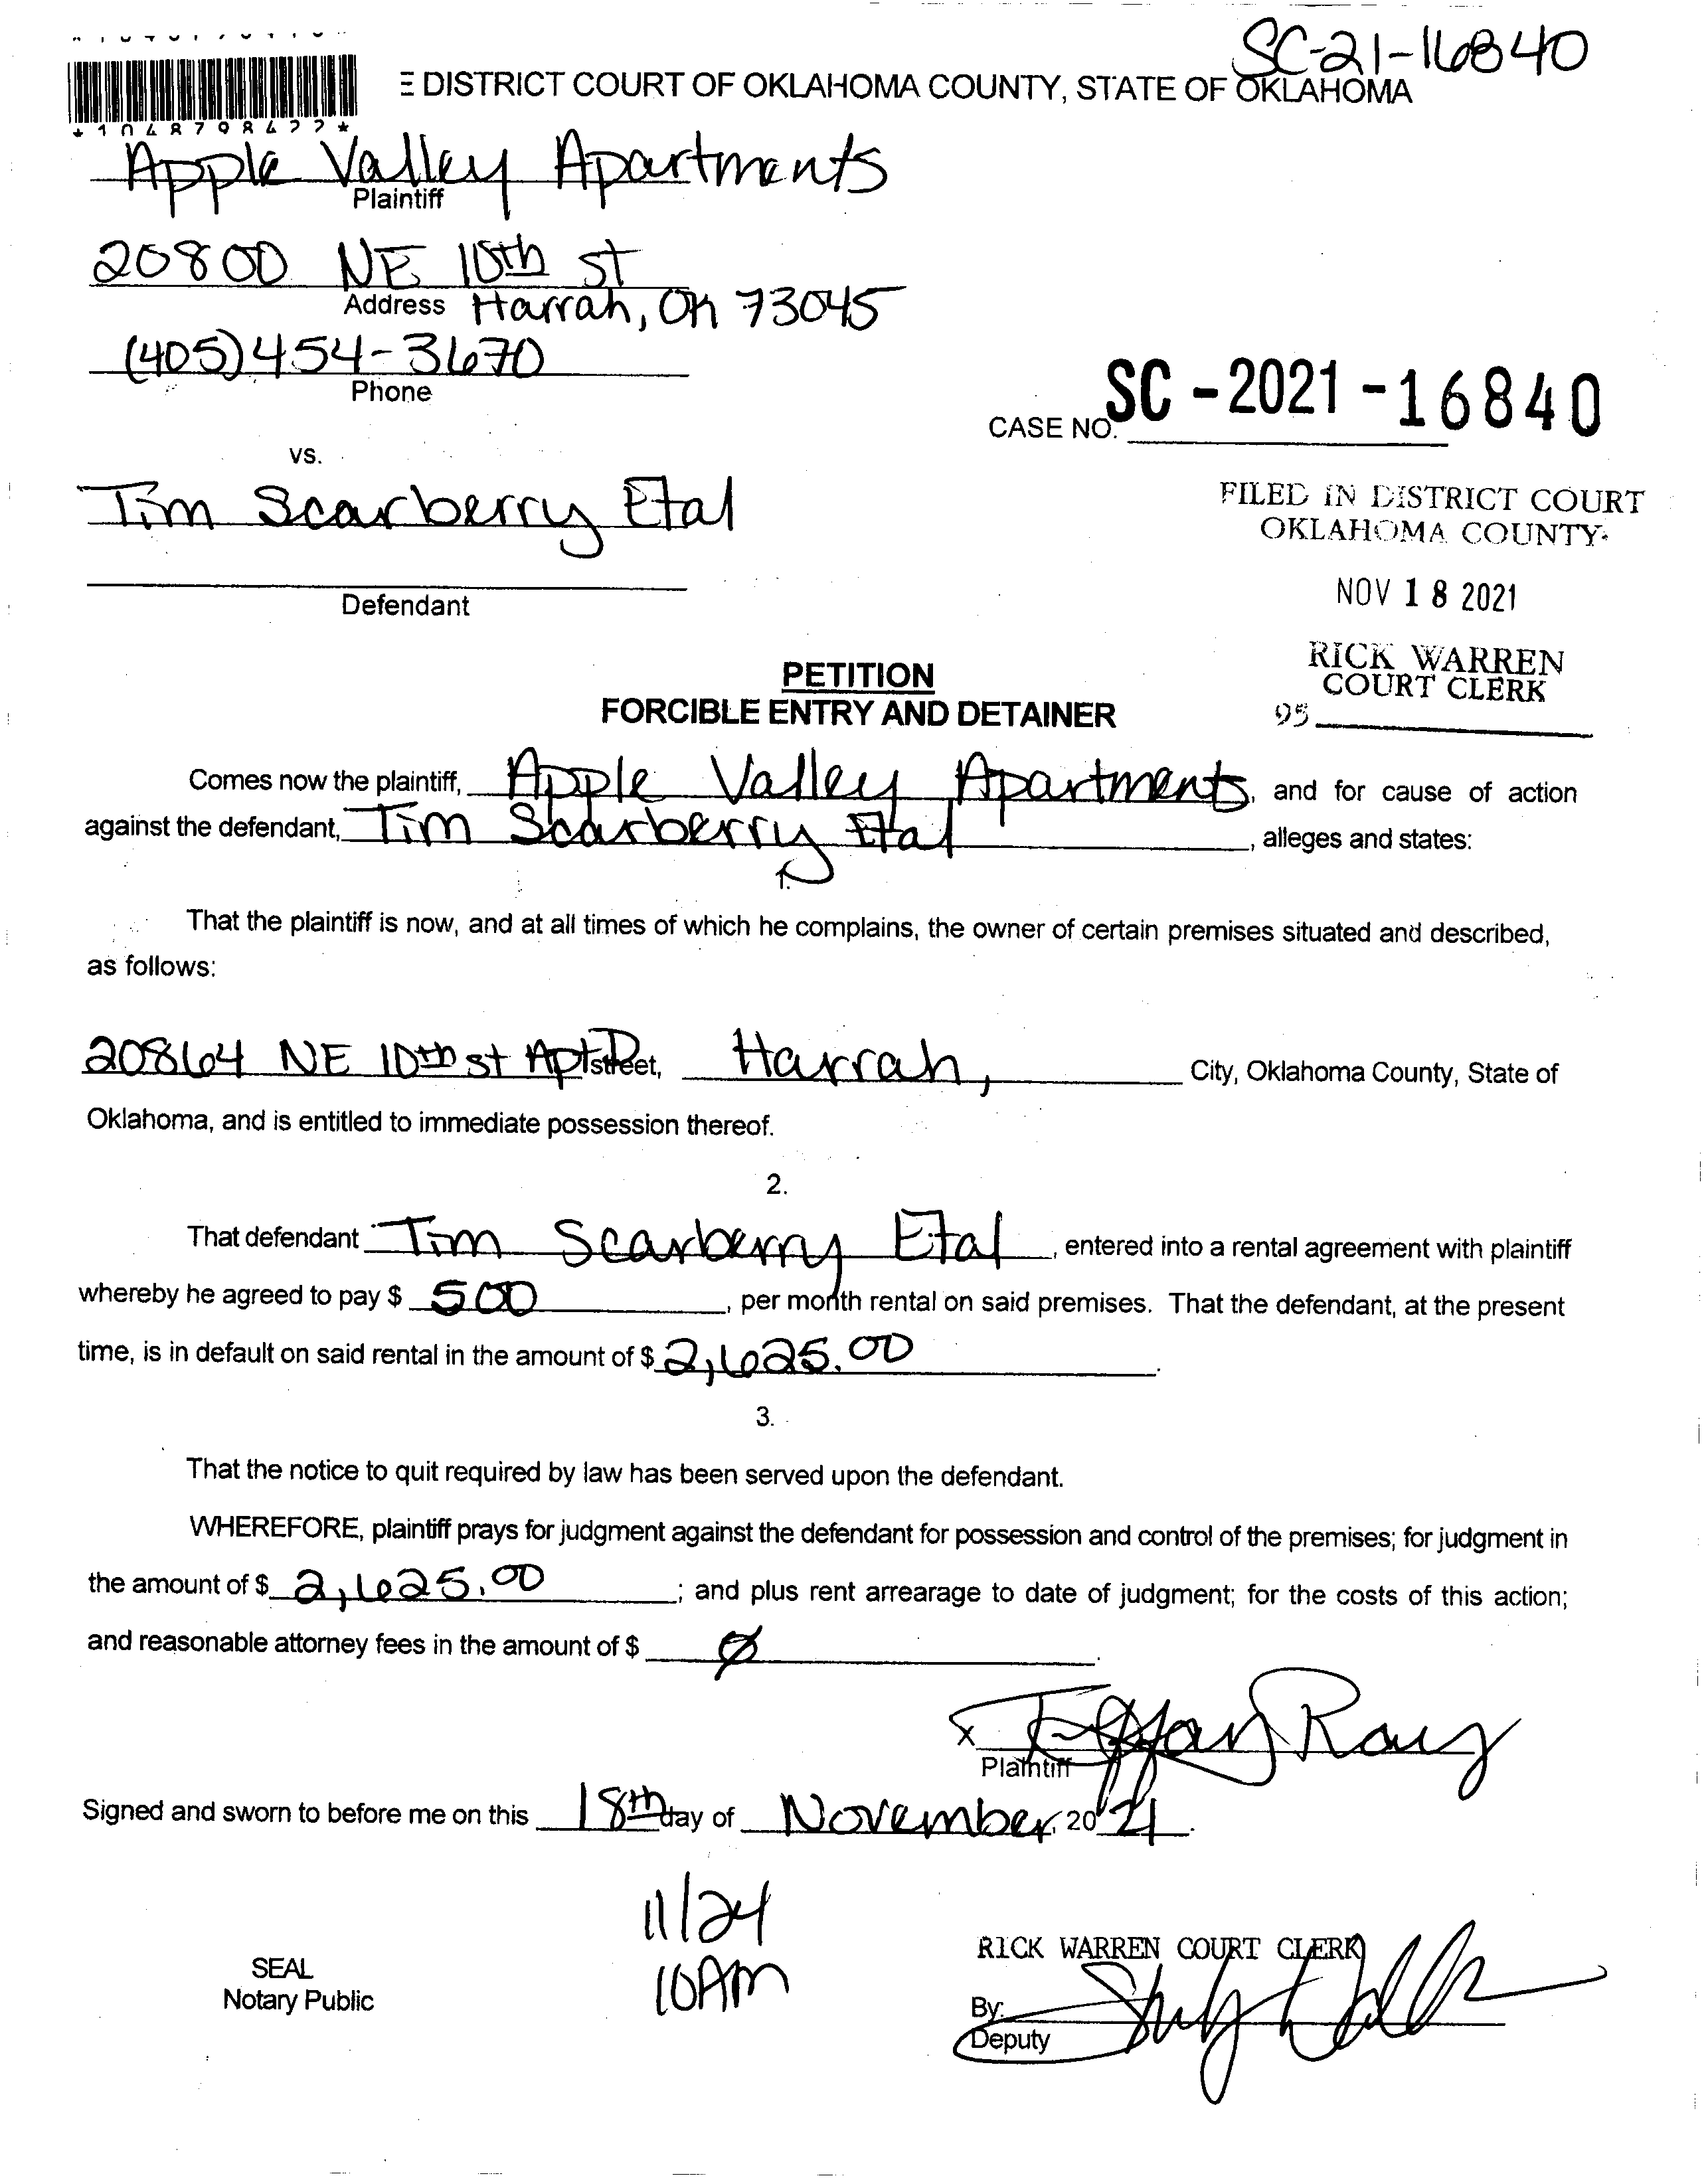 SC-21-16840
E DISTRICT COURT OF OKLAHOMA COUNTY, STATE OF OKLAHOMA
*1048798422*
Apple Valley Apartments
Plaintiff
20800 NE 10th St
Address Harrah, OK 73045
(405)454-3670
Phone
CASE NO. SC-2021-16840
vs.
Tim Scarberry Etal
Defendant
FILED IN DISTRICT COURT
OKLAHOMA COUNTY
NOV 18 2021
RICK WARREN
COURT CLERK
95
PETITION
FORCIBLE ENTRY AND DETAINER
Comes now the plaintiff, Apple Valley Apartments, and for cause of action
against the defendant, Tim Scarberry Etal, alleges and states:
1.
That the plaintiff is now, and at all times of which he complains, the owner of certain premises situated and described,
as follows:
20864 NE 10th St Apt D street, Harrah, City, Oklahoma County, State of
Oklahoma, and is entitled to immediate possession thereof.
2.
That defendant Tim Scarberry Etal, entered into a rental agreement with plaintiff
whereby he agreed to pay $ 500, per month rental on said premises. That the defendant, at the present
time, is in default on said rental in the amount of $ 2,625.00.
3.
That the notice to quit required by law has been served upon the defendant.
WHEREFORE, plaintiff prays for judgment against the defendant for possession and control of the premises; for judgment in
the amount of $ 2,625.00; and plus rent arrearage to date of judgment; for the costs of this action;
and reasonable attorney fees in the amount of $ Ø.
X Tiffany Ray
Plaintiff
Signed and sworn to before me on this 18th day of November, 2021.
11/24
10AM
SEAL
Notary Public
RICK WARREN COURT CLERK
By:
Deputy